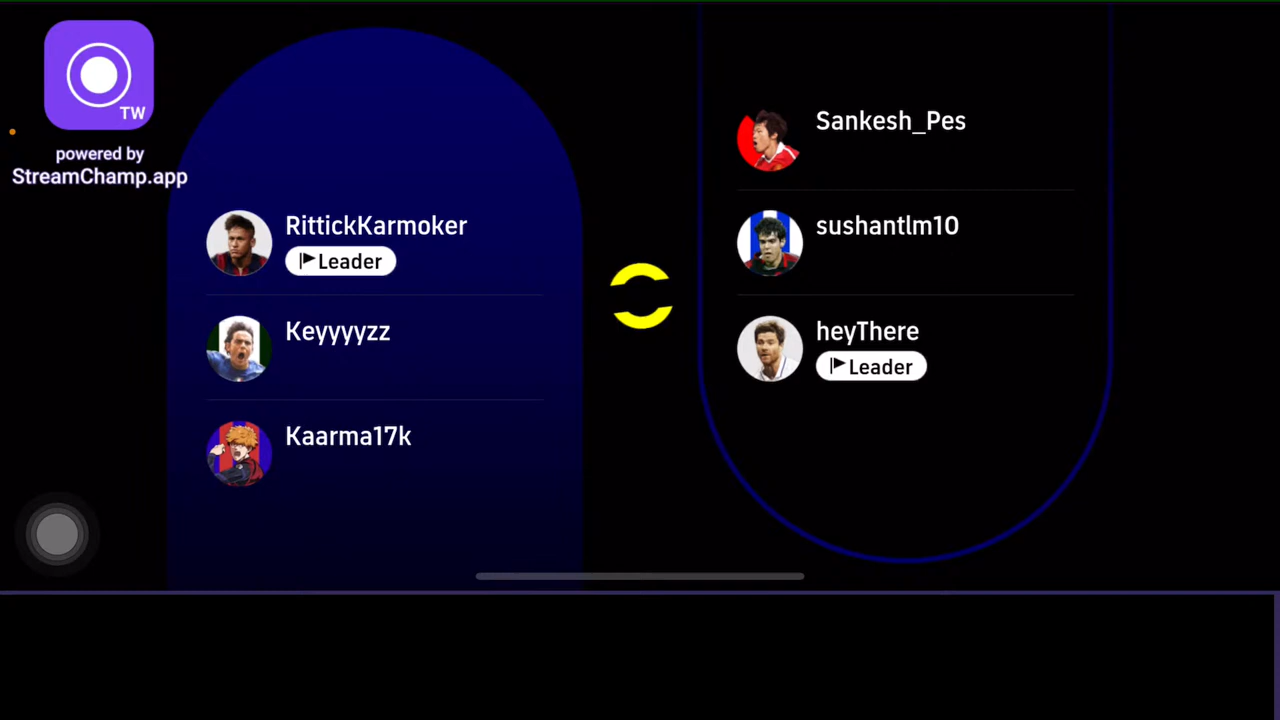 TW
powered by
StreamChamp.app
RittickKarmoker
Leader
Keyyyyzz
Kaarma17k
Sankesh_Pes
sushantlm10
heyThere
Leader